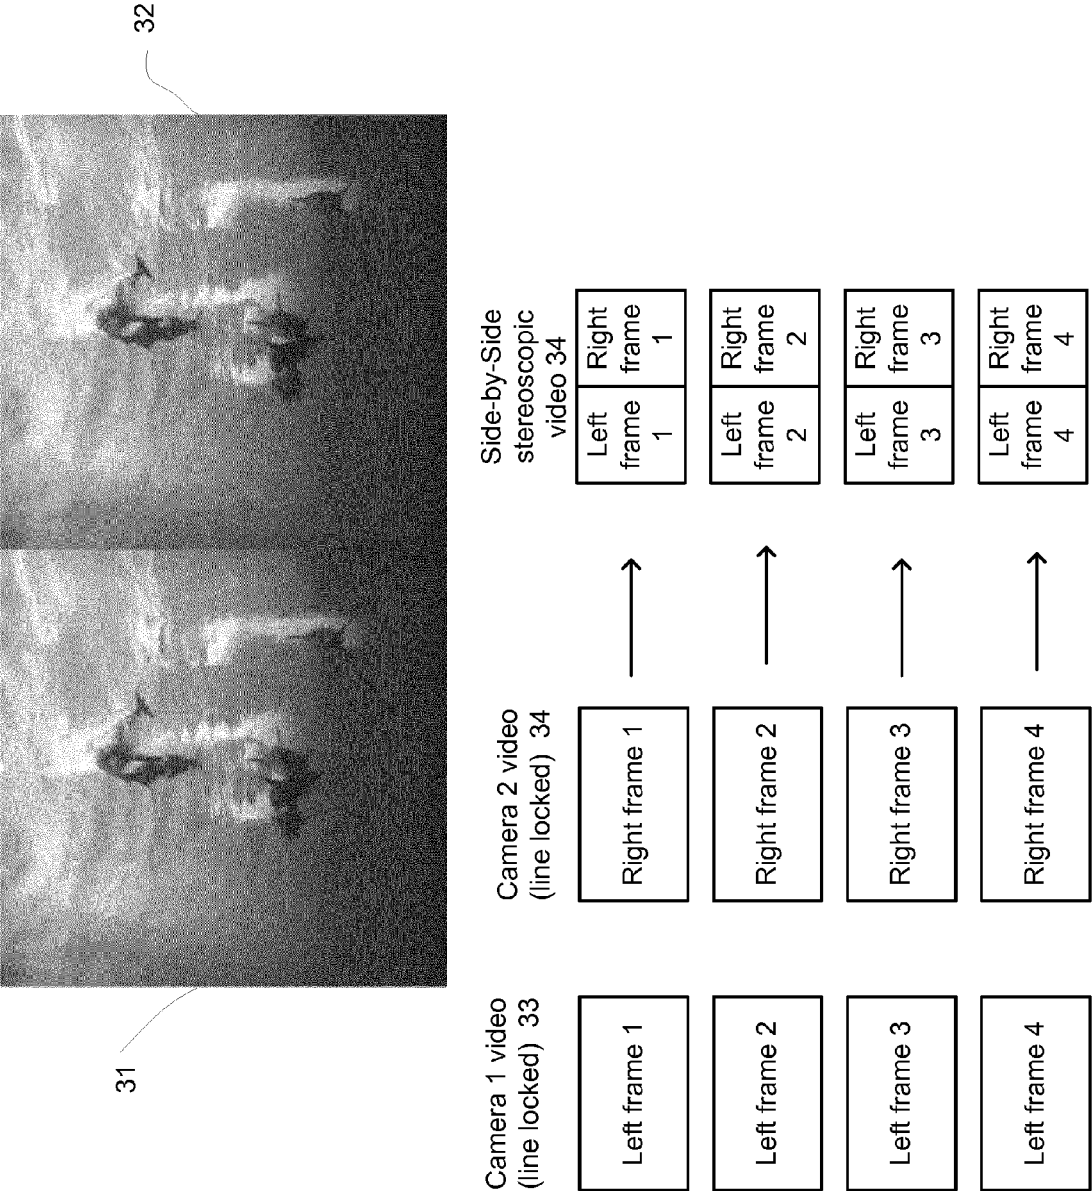 31
32
Camera 1 video
(line locked) 33
Camera 2 video
(line locked) 34
Side-by-Side
stereoscopic
video 34
Left frame 1
Right frame 1
Left
frame
1
Right
frame
1
Left frame 2
Right frame 2
Left
frame
2
Right
frame
2
Left frame 3
Right frame 3
Left
frame
3
Right
frame
3
Left frame 4
Right frame 4
Left
frame
4
Right
frame
4